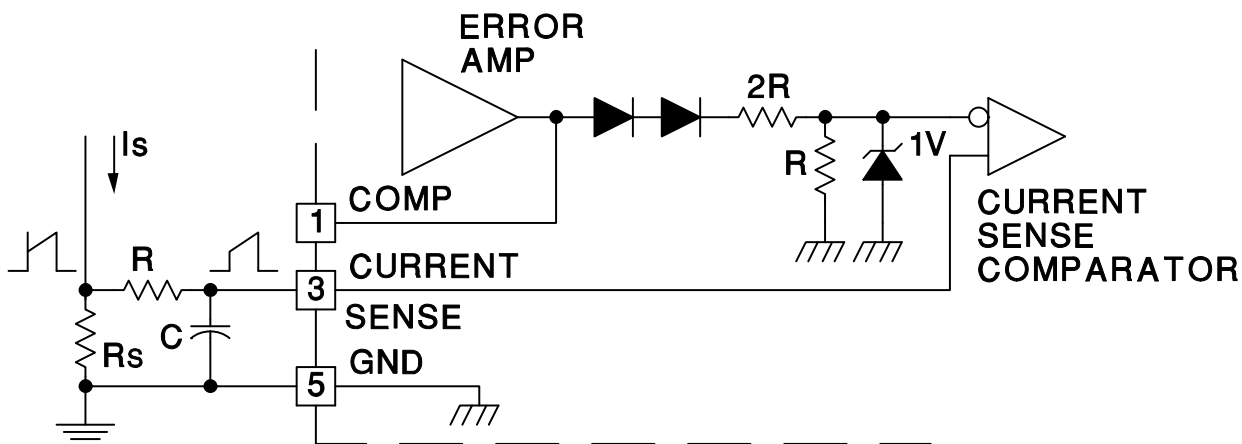 ERROR
AMP
2R
Is
R
1V
COMP
1
CURRENT
SENSE
COMPARATOR
R
CURRENT
3
SENSE
C
Rs
GND
5